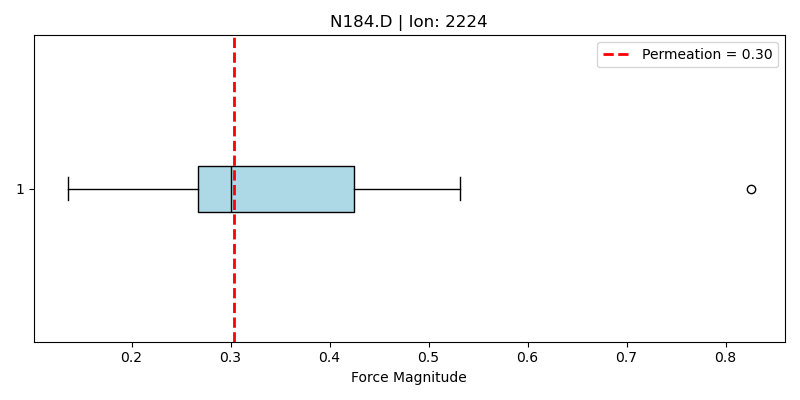 N184.D | Ion: 2224
Permeation = 0.30
1
0.2 0.3 0.4 0.5 0.6 0.7 0.8
Force Magnitude